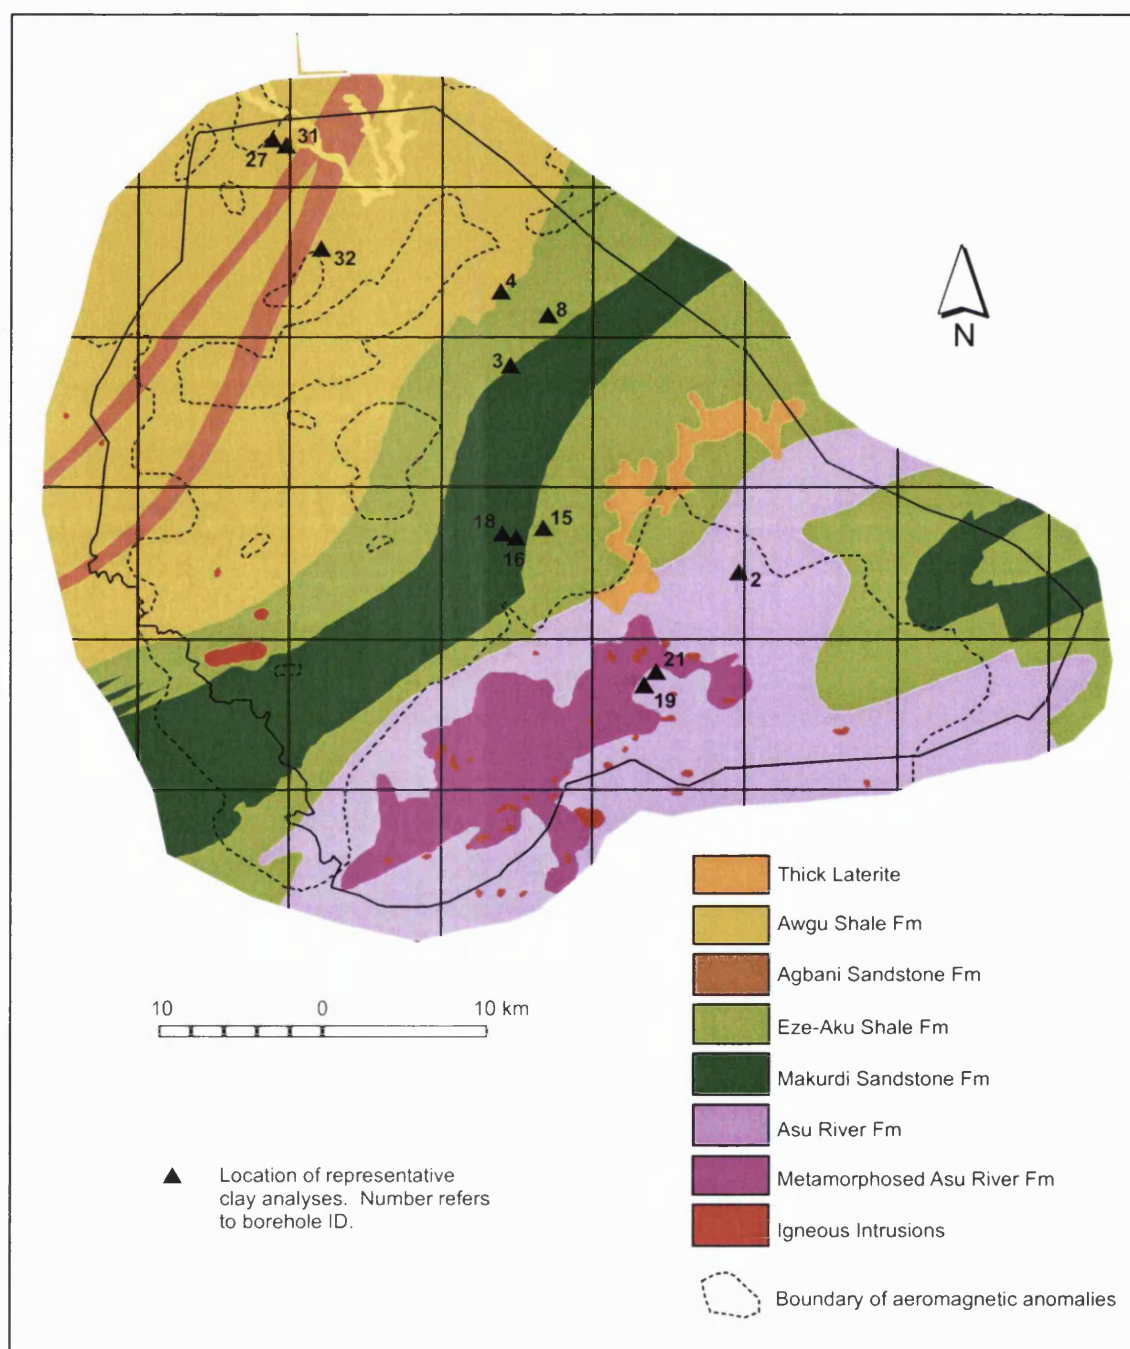 31
27
32
4
8
N
3
18
15
16
2
21
19
Thick Laterite
Awgu Shale Fm
Agbani Sandstone Fm
10 0 10 km
Eze-Aku Shale Fm
Makurdi Sandstone Fm
Asu River Fm
Location of representative
clay analyses. Number refers
to borehole ID.
Metamorphosed Asu River Fm
Igneous Intrusions
Boundary of aeromagnetic anomalies